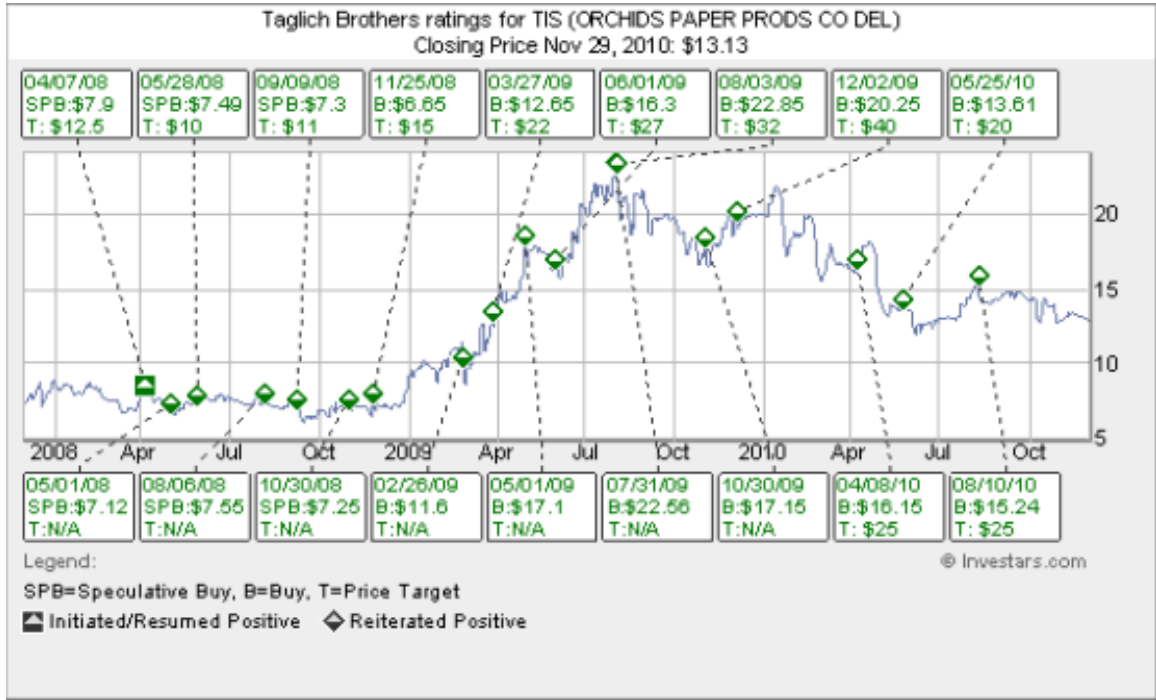 Taglich Brothers ratings for TIS (ORCHIDS PAPER PRODS CO DEL)
Closing Price Nov 29, 2010: $13.13
04/07/08
SPB:$7.9
T: $12.5
05/28/08
SPB:$7.49
T: $10
09/09/08
SPB:$7.3
T: $11
11/25/08
B:$6.65
T: $15
03/27/09
B:$12.65
T: $22
06/01/09
B:$16.3
T: $27
08/03/09
B:$22.85
T: $32
12/02/09
B:$20.25
T: $40
05/25/10
B:$13.61
T: $20
20
15
10
5
2008 Apr Jul Oct 2009 Apr Jul Oct 2010 Apr Jul Oct
05/01/08
SPB:$7.12
T:N/A
08/06/08
SPB:$7.55
T:N/A
10/30/08
SPB:$7.25
T:N/A
02/26/09
B:$11.6
T:N/A
05/01/09
B:$17.1
T:N/A
07/31/09
B:$22.56
T:N/A
10/30/09
B:$17.15
T:N/A
04/08/10
B:$16.15
T: $25
08/10/10
B:$15.24
T: $25
Legend:
© Investars.com
SPB=Speculative Buy, B=Buy, T=Price Target
Initiated/Resumed Positive Reiterated Positive